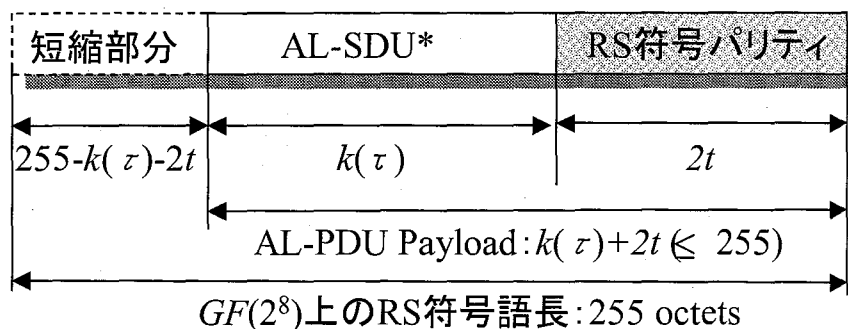 短縮部分 AL-SDU* RS符号パリティ
255-k(τ)-2t k(τ) 2t
AL-PDU Payload:k(τ)+2t(≤ 255)
GF(2⁸)上のRS符号語長:255 octets